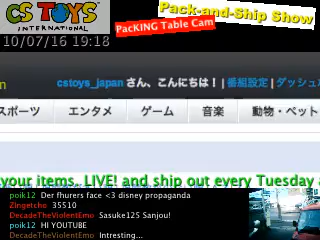 CS TOYS
INTERNATIONAL
Pack-and-Ship Show
PacKING Table Cam
10/07/16 19:18
cstoys_japan さん、こんにちは！ | 番組設定 | ダッシュ
スポーツ エンタメ ゲーム 音楽 動物・ペット
your items, LIVE! and ship out every Tuesday
poik12 Der fhurers face <3 disney propaganda
ZIngetcho 35510
DecadeTheViolentEmo Sasuke125 Sanjou!
poik12 HI YOUTUBE
DecadeTheViolentEmo Intresting...